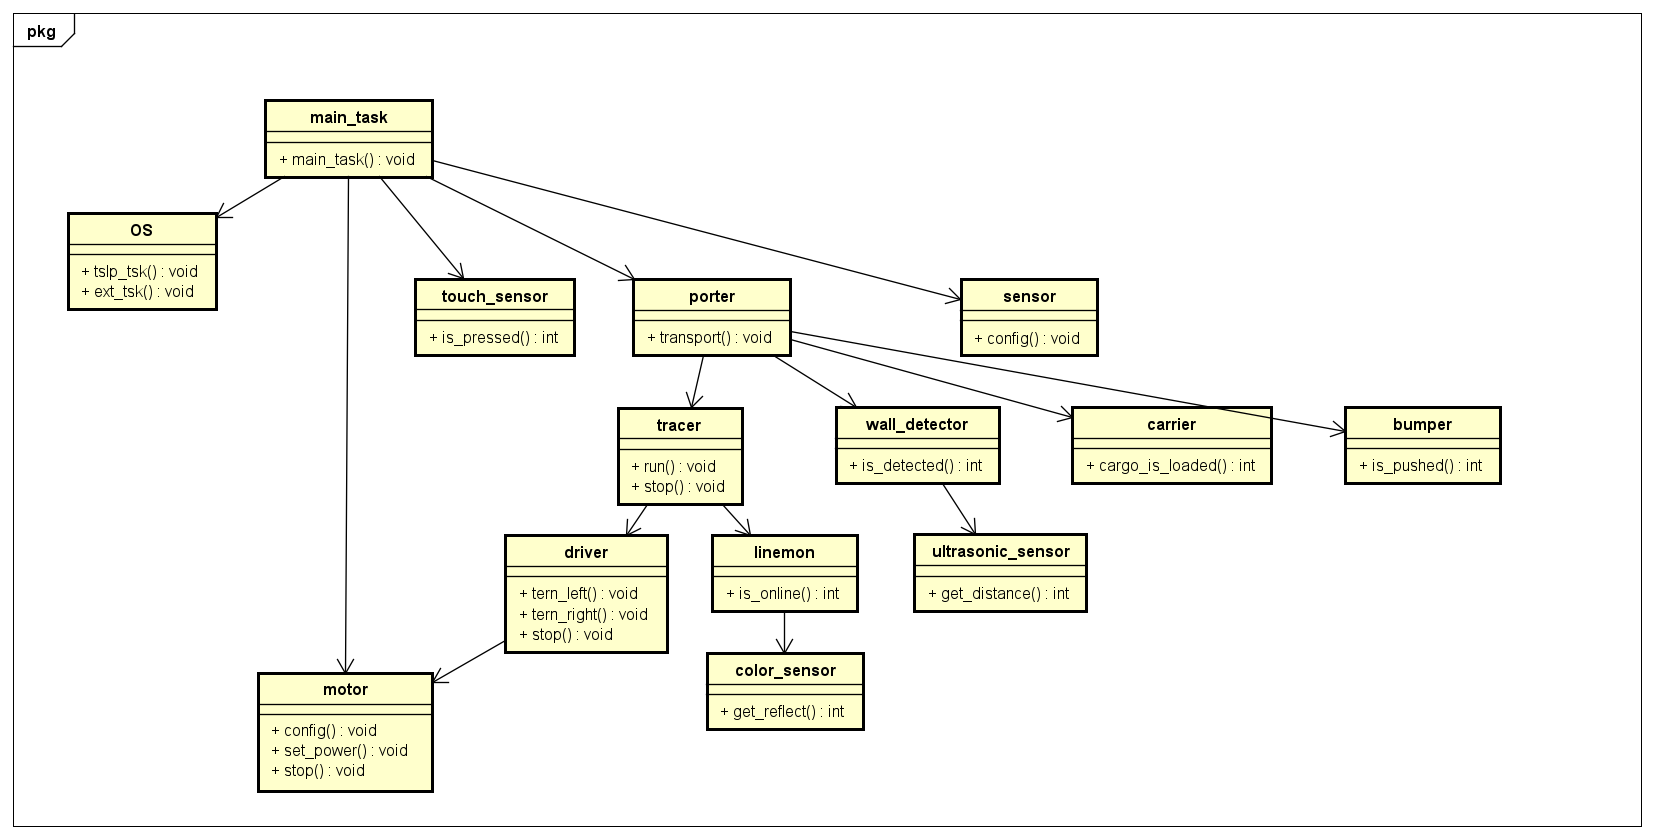 pkg
main_task
+ main_task() : void
OS
+ tslp_tsk() : void
+ ext_tsk() : void
touch_sensor
+ is_pressed() : int
porter
+ transport() : void
sensor
+ config() : void
tracer
+ run() : void
+ stop() : void
wall_detector
+ is_detected() : int
carrier
+ cargo_is_loaded() : int
bumper
+ is_pushed() : int
driver
+ tern_left() : void
+ tern_right() : void
+ stop() : void
linemon
+ is_online() : int
ultrasonic_sensor
+ get_distance() : int
motor
+ config() : void
+ set_power() : void
+ stop() : void
color_sensor
+ get_reflect() : int